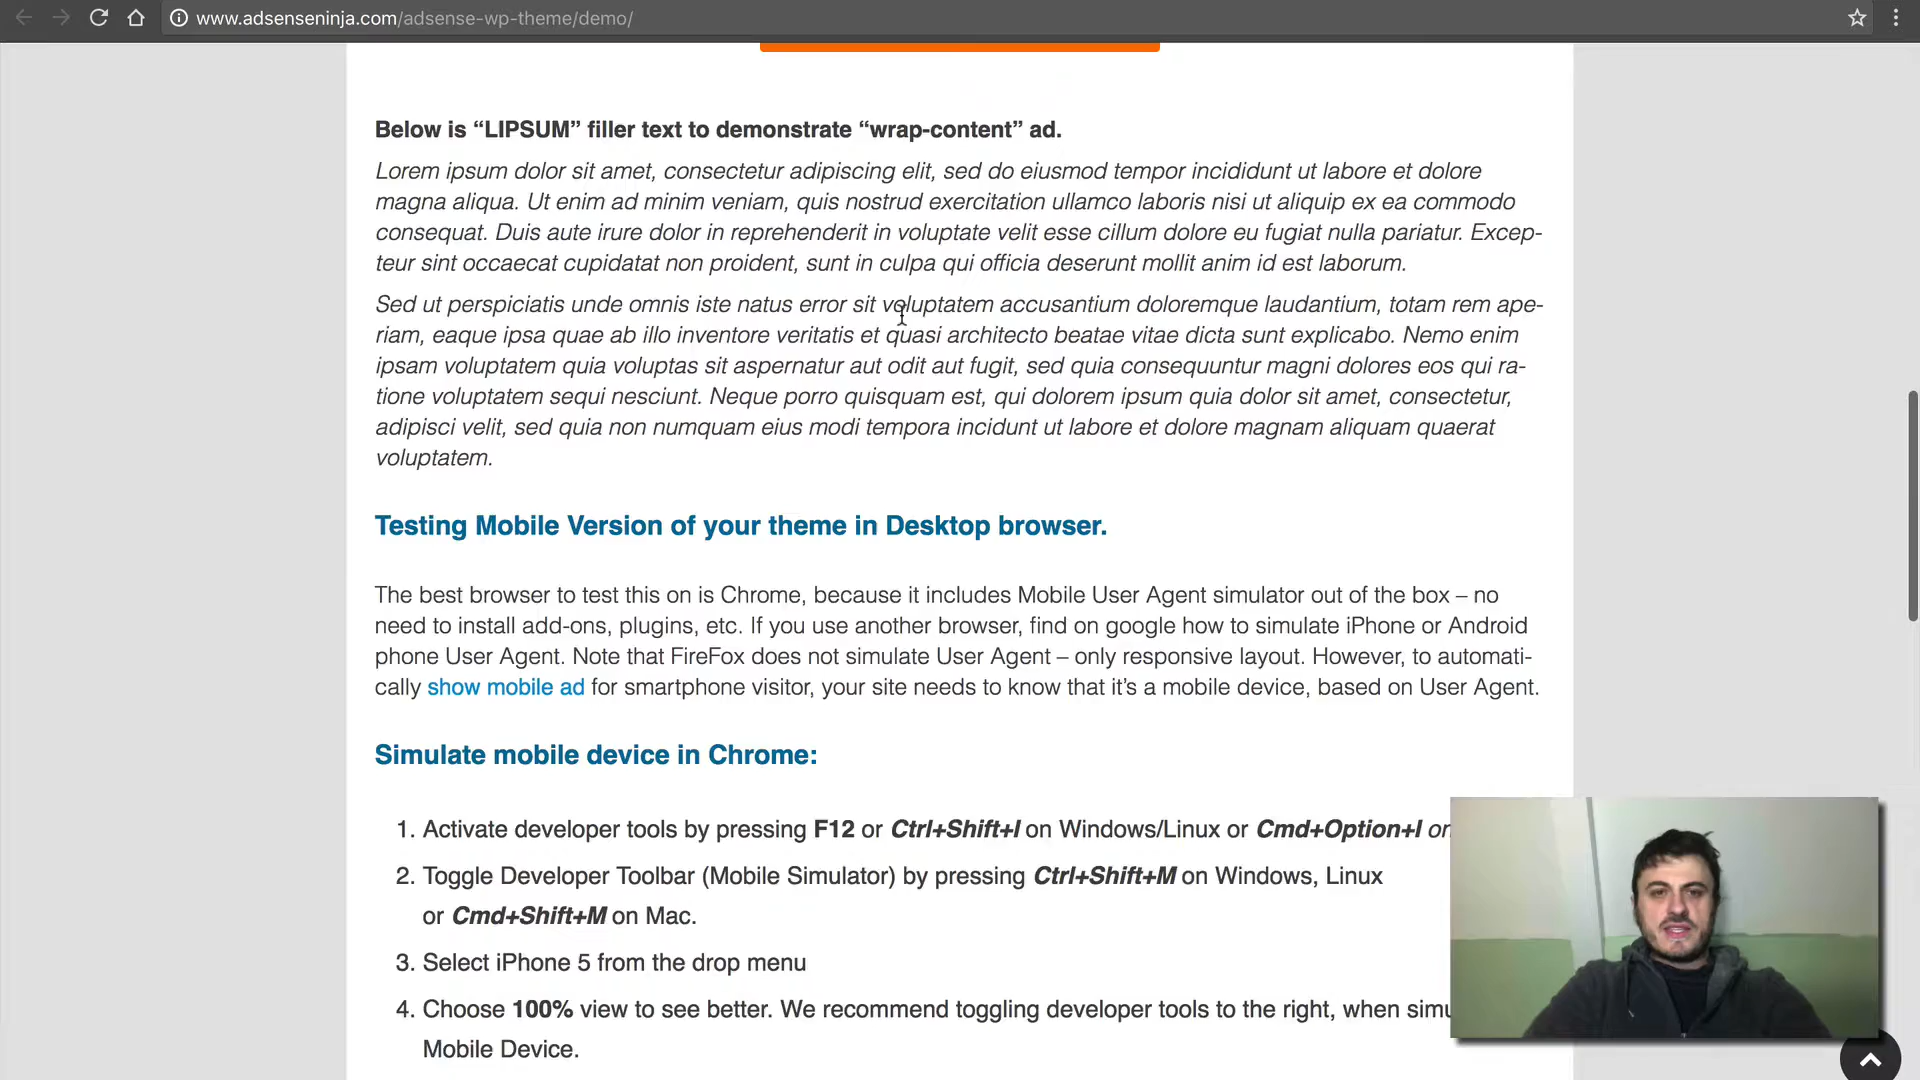 www.adsenseninja.com/adsense-wp-theme/demo/
Below is “LIPSUM” filler text to demonstrate “wrap-content” ad.
Lorem ipsum dolor sit amet, consectetur adipiscing elit, sed do eiusmod tempor incididunt ut labore et dolore
magna aliqua. Ut enim ad minim veniam, quis nostrud exercitation ullamco laboris nisi ut aliquip ex ea commodo
consequat. Duis aute irure dolor in reprehenderit in voluptate velit esse cillum dolore eu fugiat nulla pariatur. Excep-
teur sint occaecat cupidatat non proident, sunt in culpa qui officia deserunt mollit anim id est laborum.
Sed ut perspiciatis unde omnis iste natus error sit voluptatem accusantium doloremque laudantium, totam rem ape-
riam, eaque ipsa quae ab illo inventore veritatis et quasi architecto beatae vitae dicta sunt explicabo. Nemo enim
ipsam voluptatem quia voluptas sit aspernatur aut odit aut fugit, sed quia consequuntur magni dolores eos qui ra-
tione voluptatem sequi nesciunt. Neque porro quisquam est, qui dolorem ipsum quia dolor sit amet, consectetur,
adipisci velit, sed quia non numquam eius modi tempora incidunt ut labore et dolore magnam aliquam quaerat
voluptatem.
Testing Mobile Version of your theme in Desktop browser.
The best browser to test this on is Chrome, because it includes Mobile User Agent simulator out of the box – no
need to install add-ons, plugins, etc. If you use another browser, find on google how to simulate iPhone or Android
phone User Agent. Note that FireFox does not simulate User Agent – only responsive layout. However, to automati-
cally show mobile ad for smartphone visitor, your site needs to know that it’s a mobile device, based on User Agent.
Simulate mobile device in Chrome:
1. Activate developer tools by pressing F12 or Ctrl+Shift+I on Windows/Linux or Cmd+Option+I or
2. Toggle Developer Toolbar (Mobile Simulator) by pressing Ctrl+Shift+M on Windows, Linux
or Cmd+Shift+M on Mac.
3. Select iPhone 5 from the drop menu
4. Choose 100% view to see better. We recommend toggling developer tools to the right, when simu
Mobile Device.